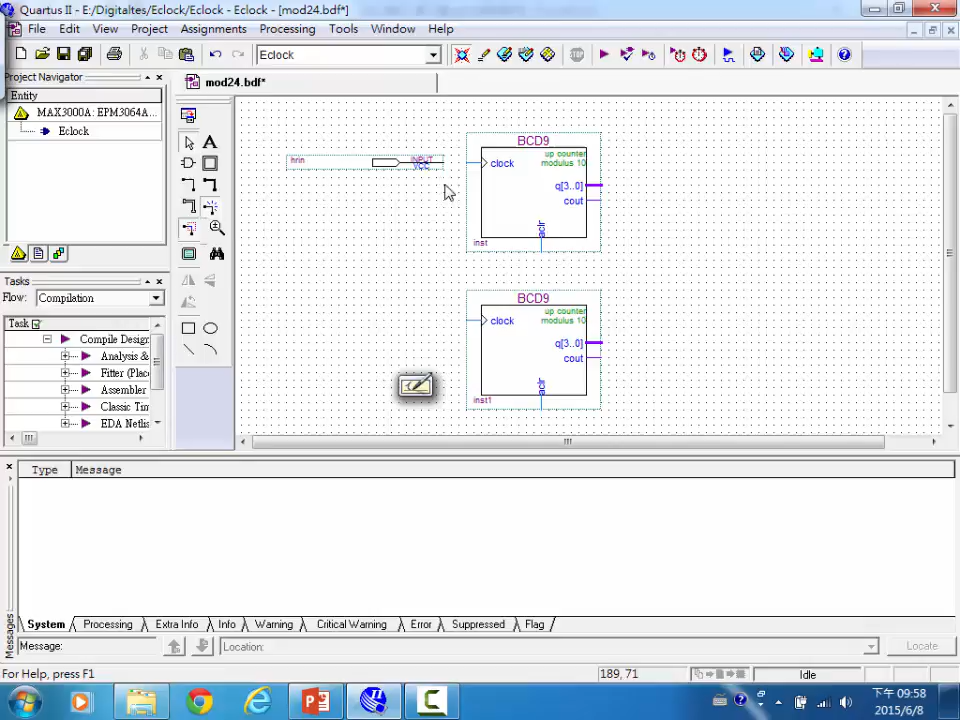 Quartus II - E:/Digitaltes/Eclock/Eclock - Eclock - [mod24.bdf*]
File Edit View Project Assignments Processing Tools Window Help
Eclock
Project Navigator
mod24.bdf*
Entity
MAX3000A: EPM3064A...
Eclock
hrin
INPUT
VCC
BCD9
up counter
modulus 10
clock
q[3..0]
cout
aclr
inst
BCD9
up counter
modulus 10
clock
q[3..0]
cout
aclr
inst1
Tasks
Flow: Compilation
Task
Compile Design
Analysis &
Fitter (Place
Assembler
Classic Tim
EDA Netlis
Type Message
System Processing Extra Info Info Warning Critical Warning Error Suppressed Flag
Messages
Message:
Location:
Locate
For Help, press F1
189, 71
Idle
下午 09:58
2015/6/8